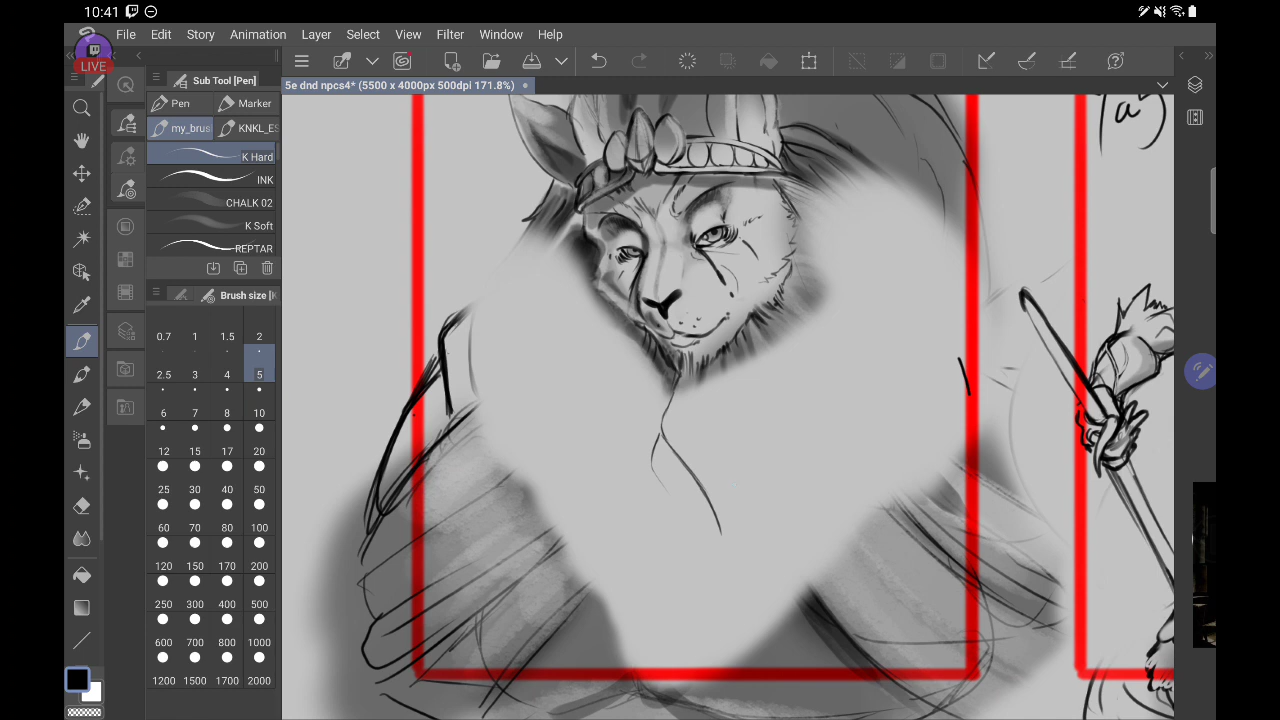 10:41
File Edit Story Animation Layer Select View Filter Window Help
LIVE
Sub Tool [Pen]
5e dnd npcs4* (5500 x 4000px 500dpi 171.8%)
Pen Marker
my_brus KNKL_ES
K Hard
INK
CHALK 02
K Soft
REPTAR
Brush size [K
0.7 1 1.5 2
2.5 3 4 5
6 7 8 10
12 15 17 20
25 30 40 50
60 70 80 100
120 150 170 200
250 300 400 500
600 700 800 1000
1200 1500 1700 2000